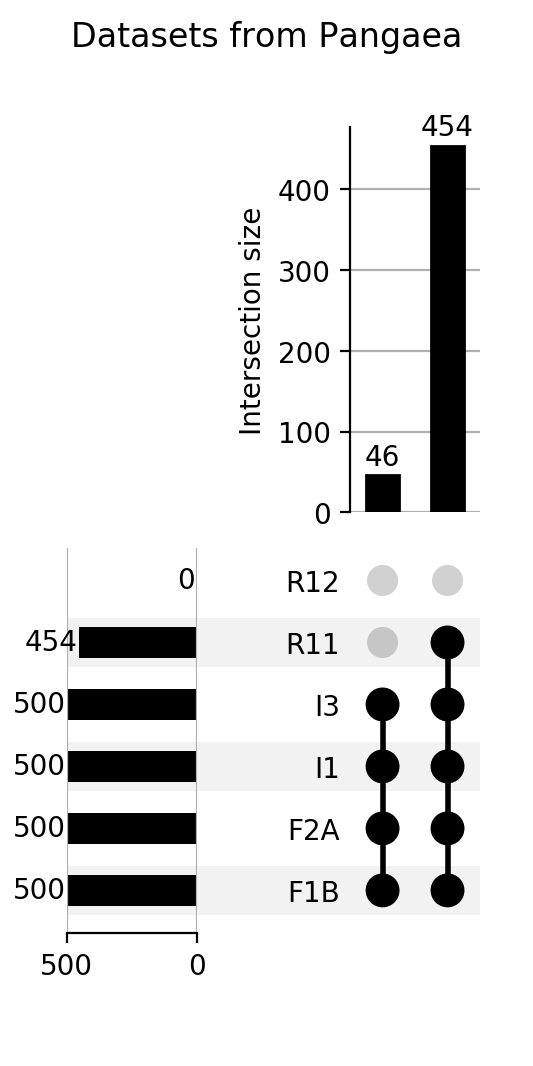 Datasets from Pangaea
454
400
Intersection size
300
200
100
46
0
0 R12
454 R11
500 I3
500 I1
500 F2A
500 F1B
500 0